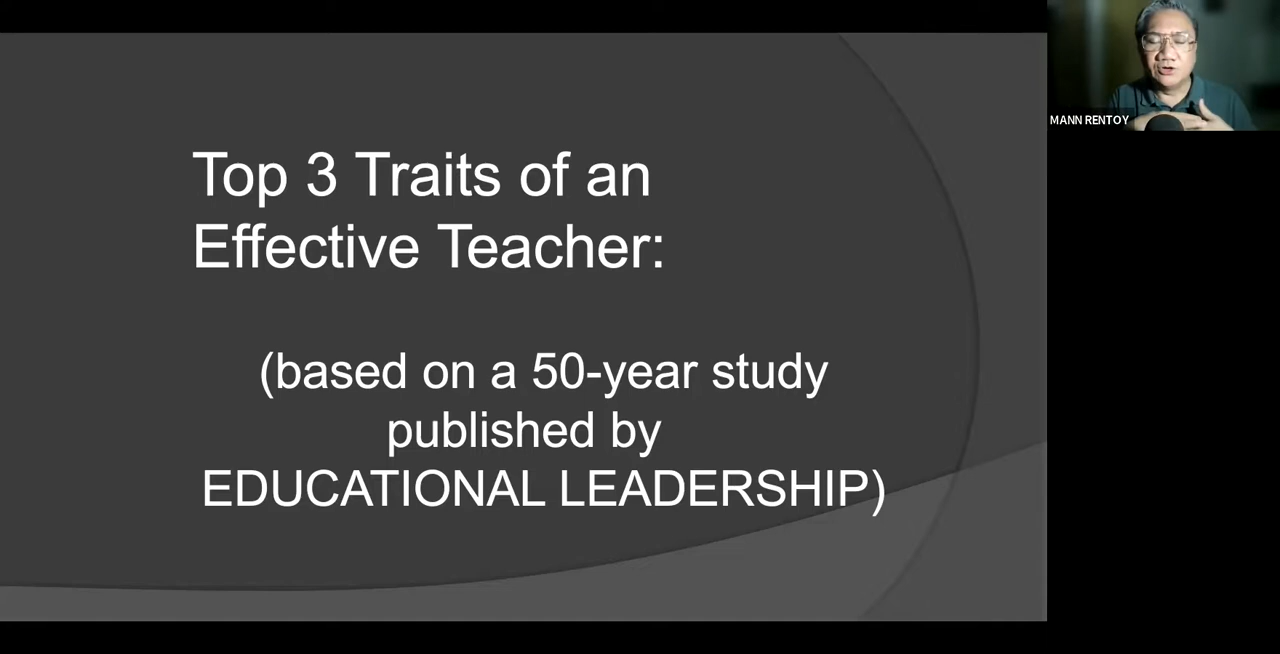 Top 3 Traits of an
Effective Teacher:
(based on a 50-year study
published by
EDUCATIONAL LEADERSHIP)
MANN RENTOY